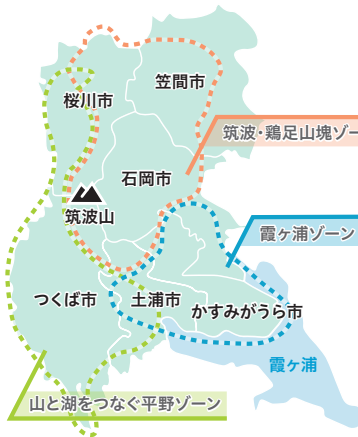 笠間市
桜川市
筑波・鶏足山塊ゾー
石岡市
筑波山
霞ヶ浦ゾーン
つくば市
土浦市
かすみがうら市
霞ヶ浦
山と湖をつなぐ平野ゾーン